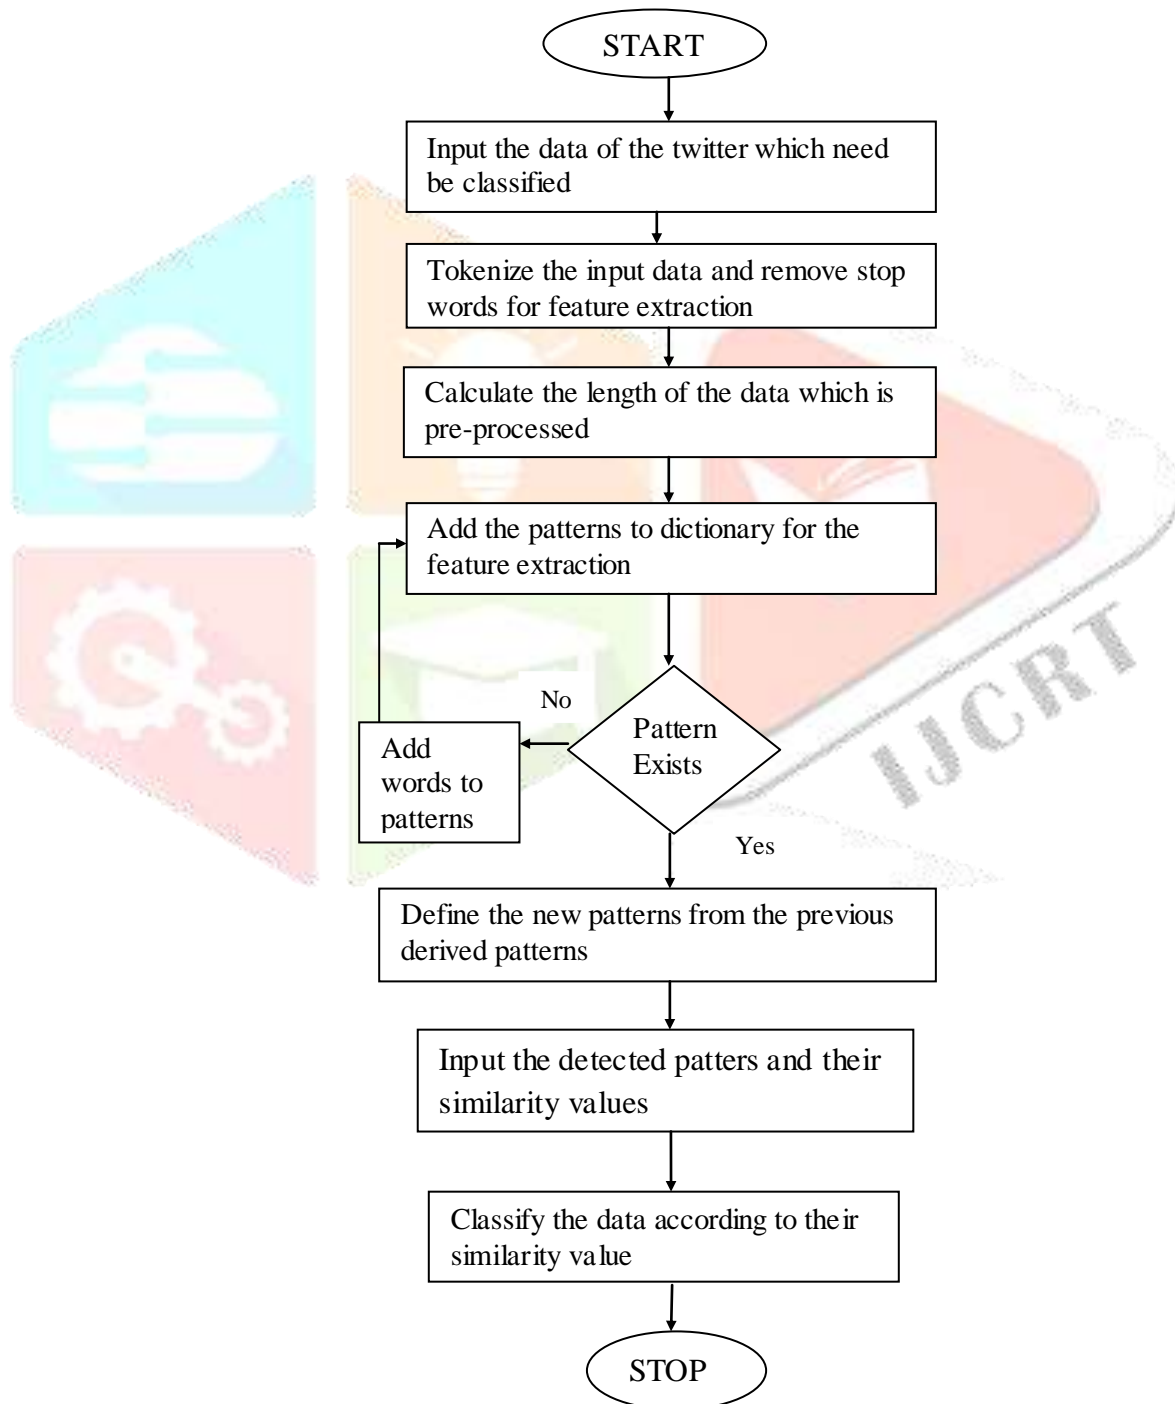 START
Input the data of the twitter which need
be classified
Tokenize the input data and remove stop
words for feature extraction
Calculate the length of the data which is
pre-processed
Add the patterns to dictionary for the
feature extraction
No
Pattern
Exists
Add
words to
patterns
Yes
Define the new patterns from the previous
derived patterns
Input the detected patters and their
similarity values
Classify the data according to their
similarity value
STOP
IJCRT